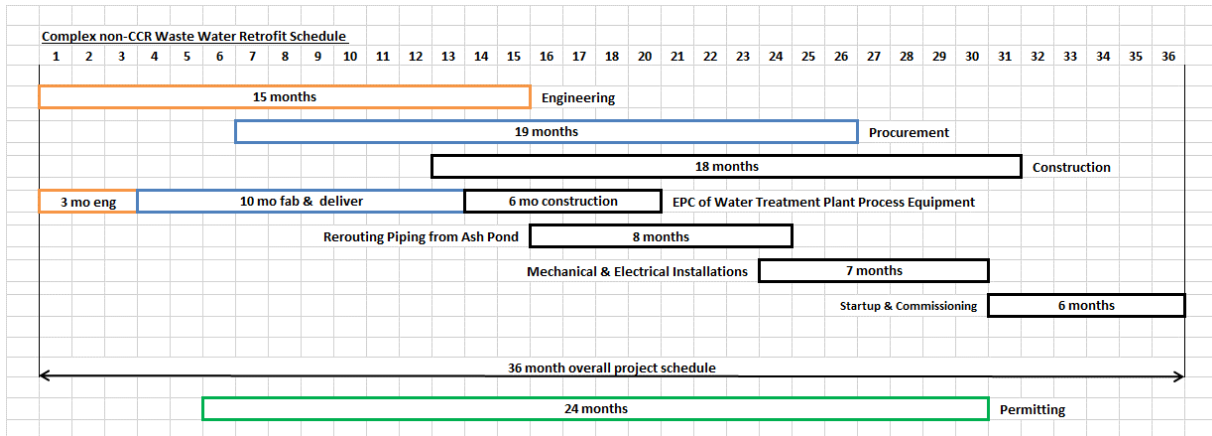 Complex non-CCR Waste Water Retrofit Schedule
1 2 3 4 5 6 7 8 9 10 11 12 13 14 15 16 17 18 19 20 21 22 23 24 25 26 27 28 29 30 31 32 33 34 35 36
15 months Engineering
19 months Procurement
18 months Construction
3 mo eng 10 mo fab & deliver 6 mo construction EPC of Water Treatment Plant Process Equipment
Rerouting Piping from Ash Pond 8 months
Mechanical & Electrical Installations 7 months
Startup & Commissioning 6 months
36 month overall project schedule
24 months Permitting